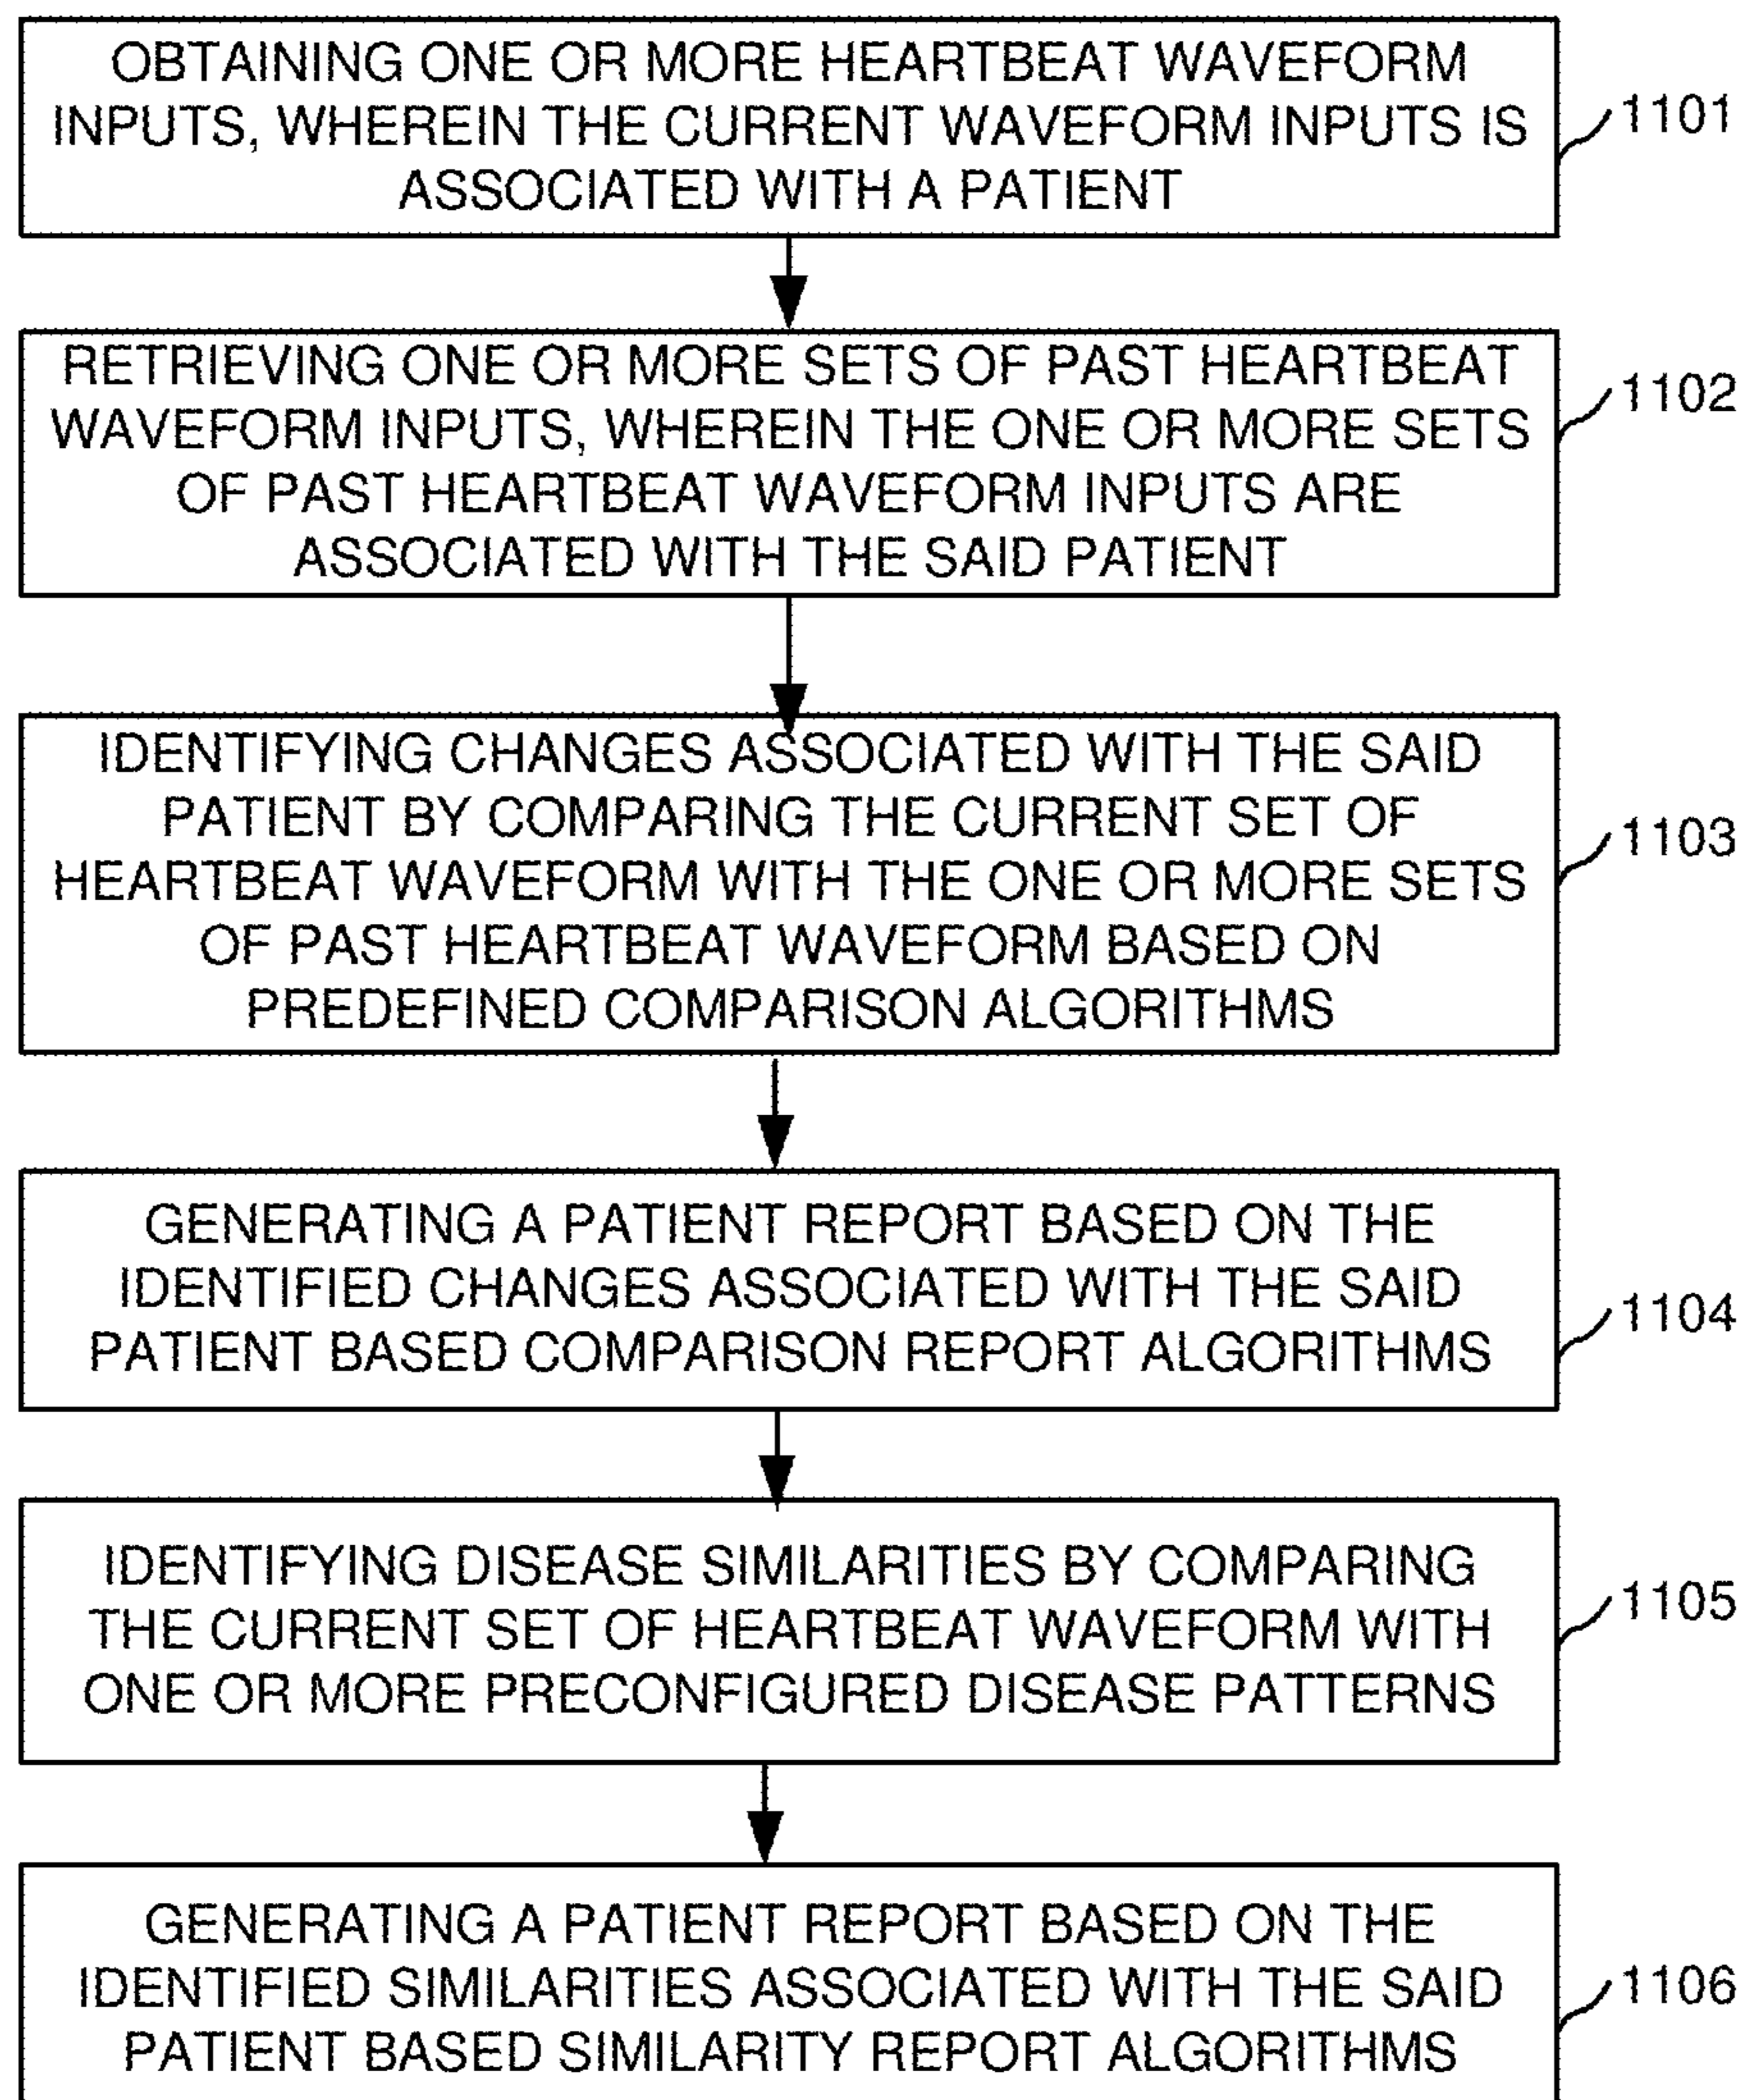 OBTAINING ONE OR MORE HEARTBEAT WAVEFORM
INPUTS, WHEREIN THE CURRENT WAVEFORM INPUTS IS
ASSOCIATED WITH A PATIENT
1101
RETRIEVING ONE OR MORE SETS OF PAST HEARTBEAT
WAVEFORM INPUTS, WHEREIN THE ONE OR MORE SETS
OF PAST HEARTBEAT WAVEFORM INPUTS ARE
ASSOCIATED WITH THE SAID PATIENT
1102
IDENTIFYING CHANGES ASSOCIATED WITH THE SAID
PATIENT BY COMPARING THE CURRENT SET OF
HEARTBEAT WAVEFORM WITH THE ONE OR MORE SETS
OF PAST HEARTBEAT WAVEFORM BASED ON
PREDEFINED COMPARISON ALGORITHMS
1103
GENERATING A PATIENT REPORT BASED ON THE
IDENTIFIED CHANGES ASSOCIATED WITH THE SAID
PATIENT BASED COMPARISON REPORT ALGORITHMS
1104
IDENTIFYING DISEASE SIMILARITIES BY COMPARING
THE CURRENT SET OF HEARTBEAT WAVEFORM WITH
ONE OR MORE PRECONFIGURED DISEASE PATTERNS
1105
GENERATING A PATIENT REPORT BASED ON THE
IDENTIFIED SIMILARITIES ASSOCIATED WITH THE SAID
PATIENT BASED SIMILARITY REPORT ALGORITHMS
1106